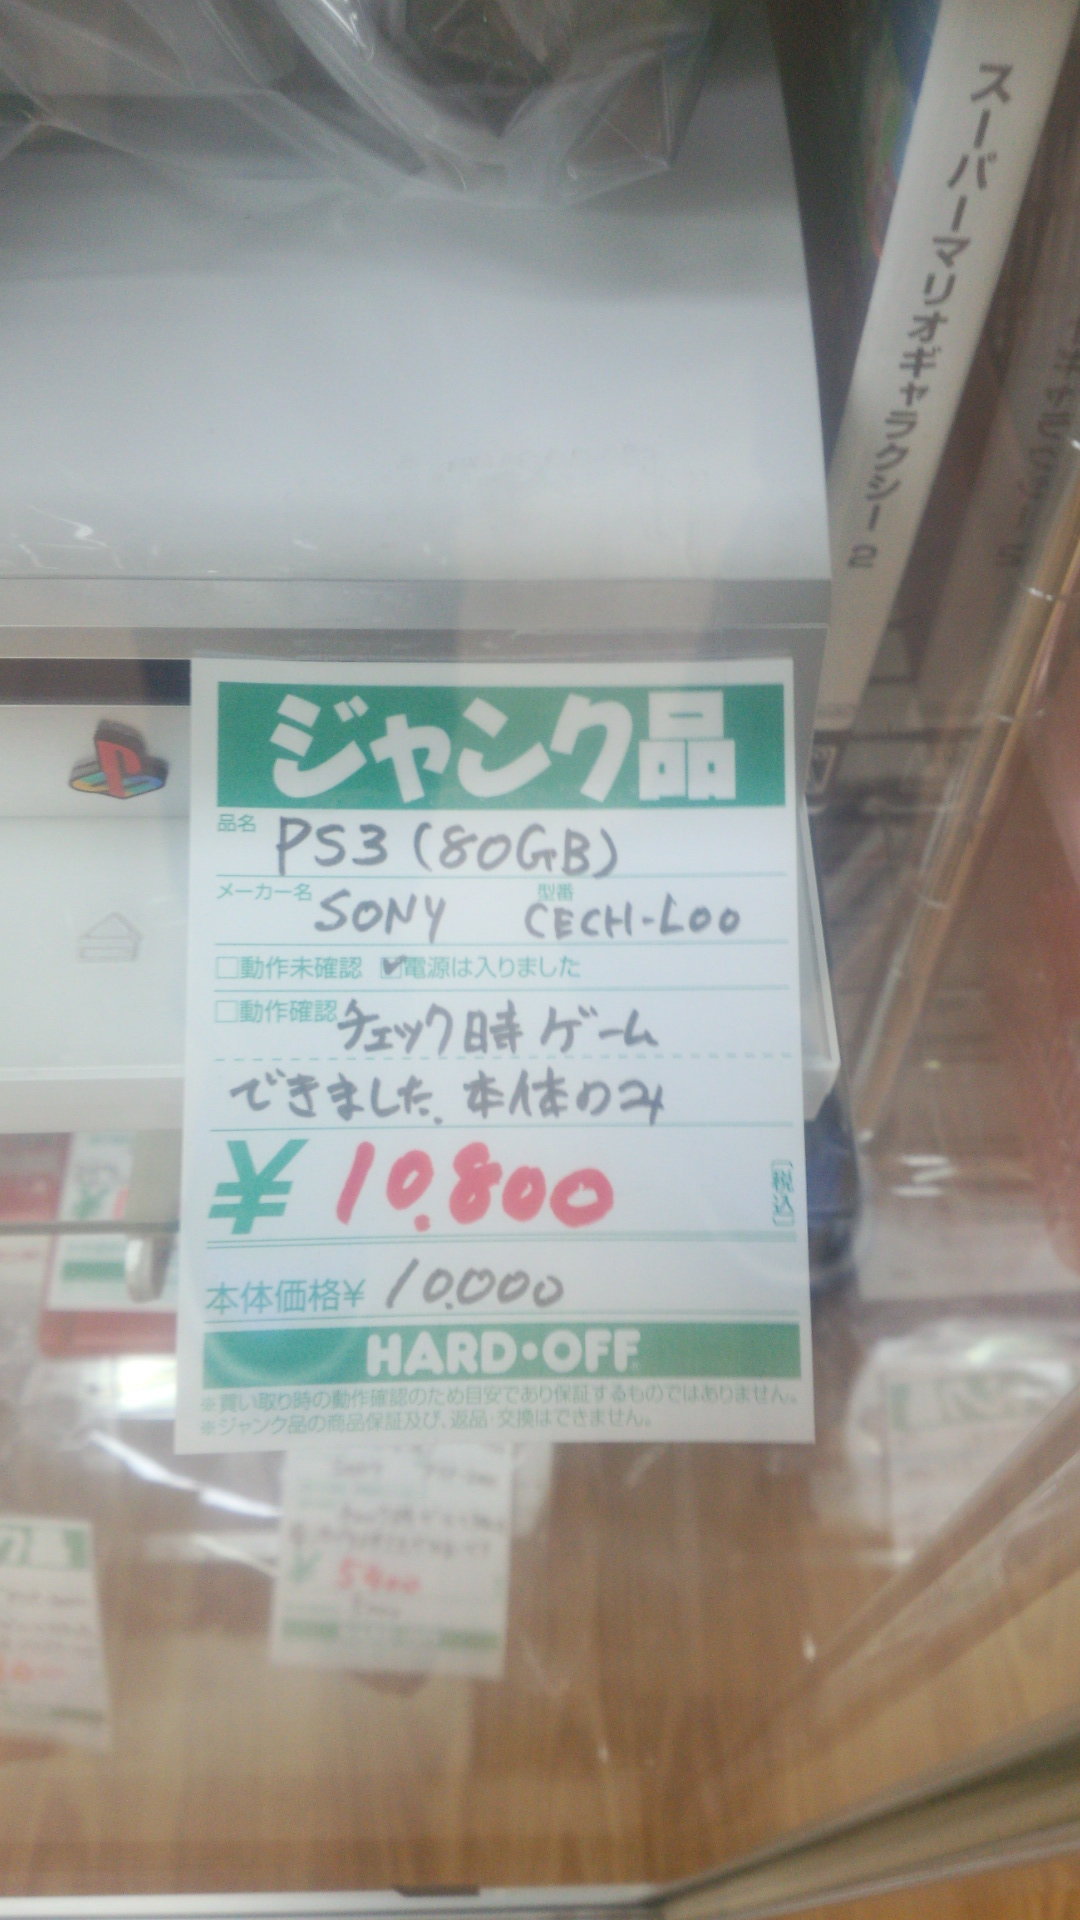 スーパーマリオギャラクシー 2
ジャンク品
品名 PS3 (80GB)
メーカー名 SONY 型番 CECH-L00
□動作未確認 ☑電源は入りました
□動作確認 チェック時 ゲーム
できました. 本体のみ
¥ 10.800 [税込]
本体価格¥ 10.000
HARD・OFF
※買い取り時の動作確認のため目安であり保証するものではありません。
※ジャンク品の商品保証及び、返品・交換はできません。
¥ 5400